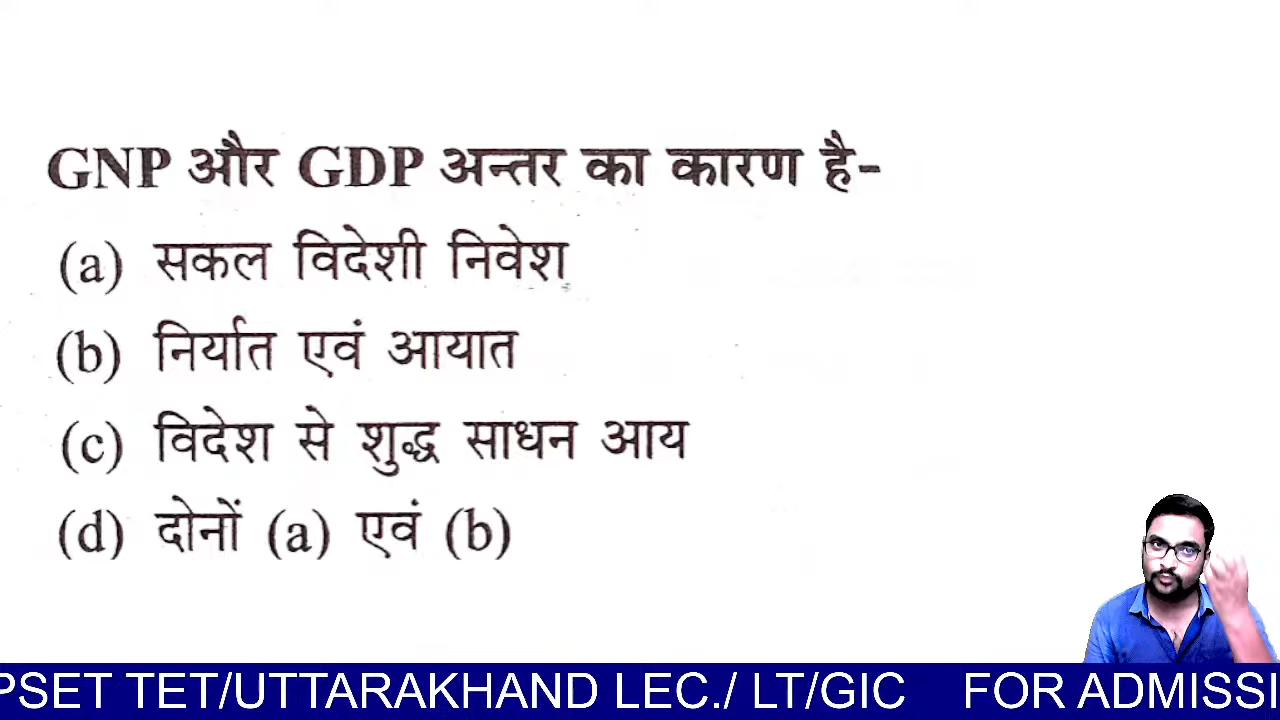 GNP और GDP अन्तर का कारण है-
(a) सकल विदेशी निवेश
(b) निर्यात एवं आयात
(c) विदेश से शुद्ध साधन आय
(d) दोनों (a) एवं (b)
PSET TET/UTTARAKHAND LEC./ LT/GIC FOR ADMISSI